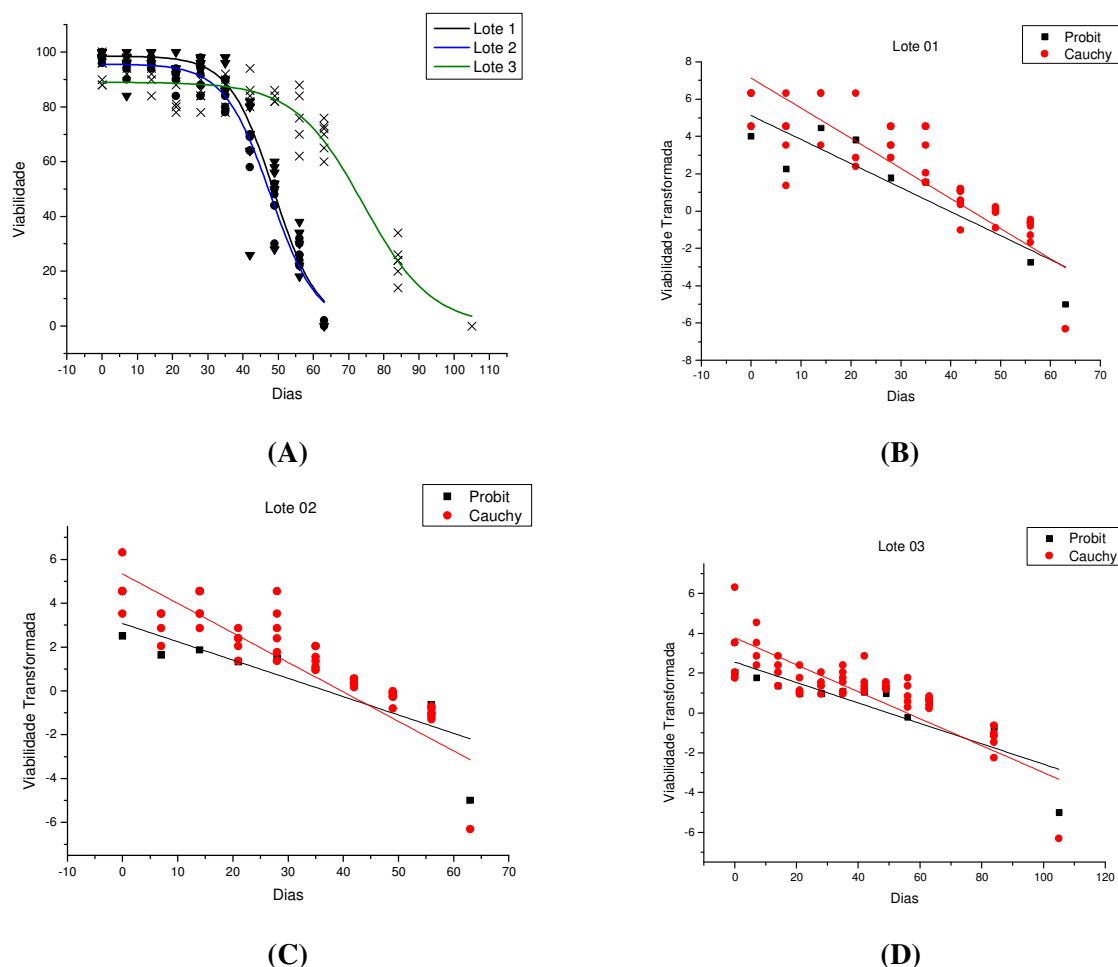 Lote 1
Lote 2
Lote 3
100
80
60
40
20
0
-10 0 10 20 30 40 50 60 70 80 90 100 110
Viabilidade
Dias
(A)
Probit
Cauchy
Lote 01
8
6
4
2
0
-2
-4
-6
-8
-10 0 10 20 30 40 50 60 70
Viabilidade Transformada
Dias
(B)
Probit
Cauchy
Lote 02
6
4
2
0
-2
-4
-6
-10 0 10 20 30 40 50 60 70
Viabilidade Transformada
Dias
(C)
Probit
Cauchy
Lote 03
6
4
2
0
-2
-4
-6
0 20 40 60 80 100 120
Viabilidade Transformada
Dias
(D)